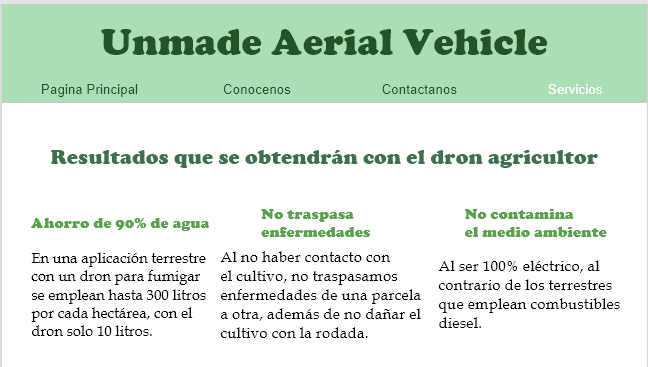 Unmade Aerial Vehicle
Pagina Principal
Conocenos
Contactanos
Servicios
Resultados que se obtendrán con el dron agricultor
Ahorro de 90% de agua
En una aplicación terrestre
con un dron para fumigar
se emplean hasta 300 litros
por cada hectárea, con el
dron solo 10 litros.
No traspasa
enfermedades
Al no haber contacto con
el cultivo, no traspasamos
enfermedades de una parcela
a otra, además de no dañar el
cultivo con la rodada.
No contamina
el medio ambiente
Al ser 100% eléctrico, al
contrario de los terrestres
que emplean combustibles
diesel.